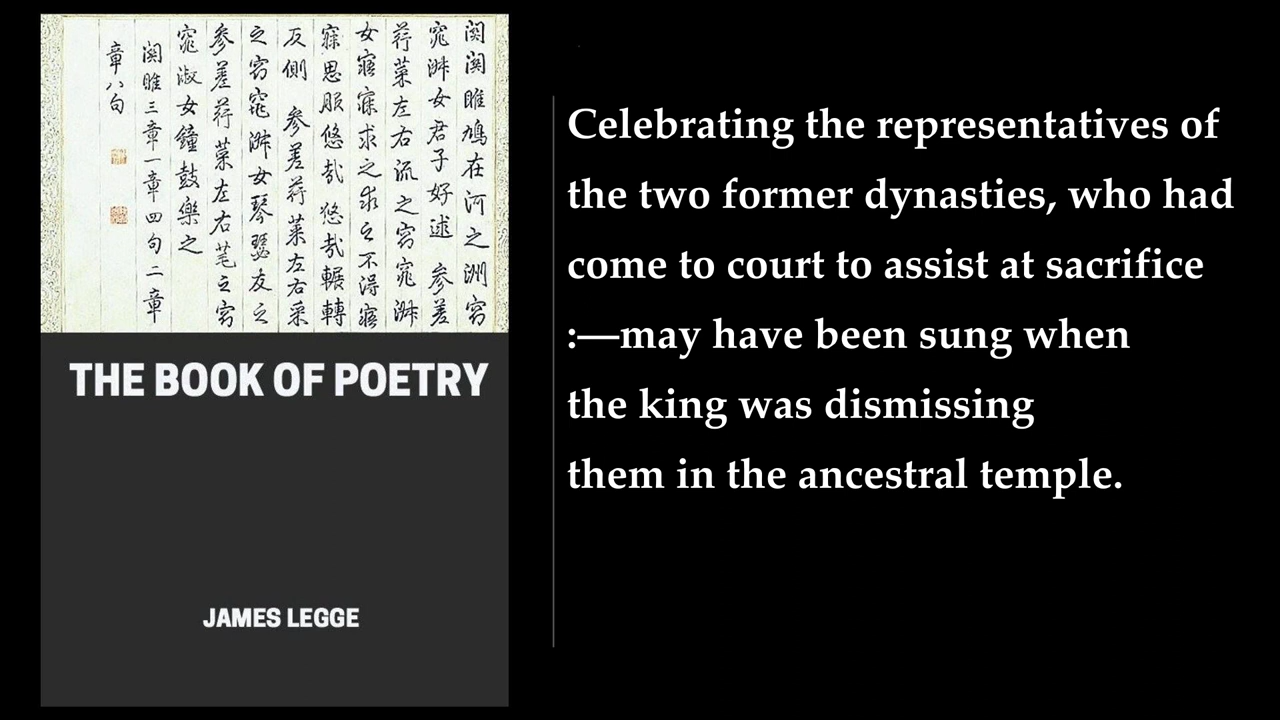 關關雎鳩在河之洲窈
窕淑女君子好逑 參差
荇菜左右流之窈窕淑
女寤寐求之求之不得寤
寐思服悠哉悠哉輾轉
反側 參差荇菜左右采
之窈窕淑女琴瑟友之
參差荇菜左右芼之窈
窕淑女鐘鼓樂之
關雎三章一章四句二章
章八句
THE BOOK OF POETRY
JAMES LEGGE
Celebrating the representatives of
the two former dynasties, who had
come to court to assist at sacrifice
:—may have been sung when
the king was dismissing
them in the ancestral temple.